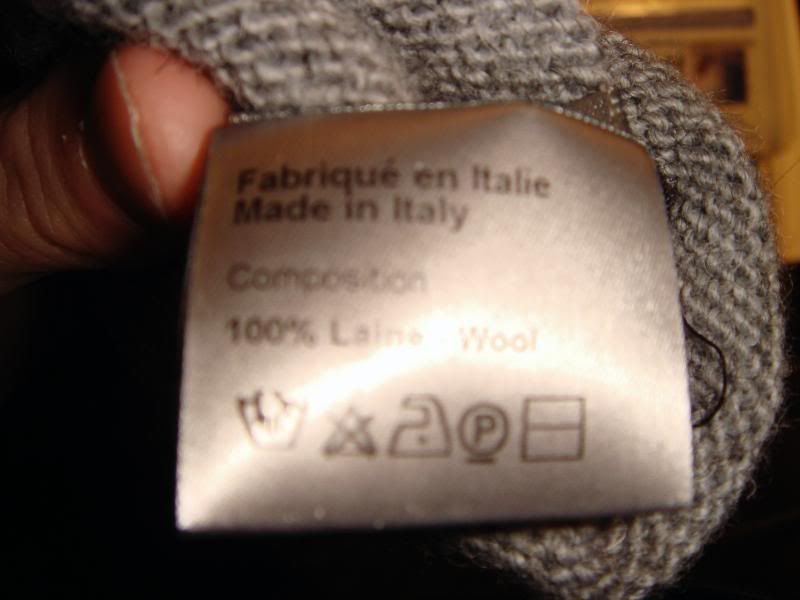 Fabriqué en Italie
Made in Italy
Composition
100% Laine Wool
P